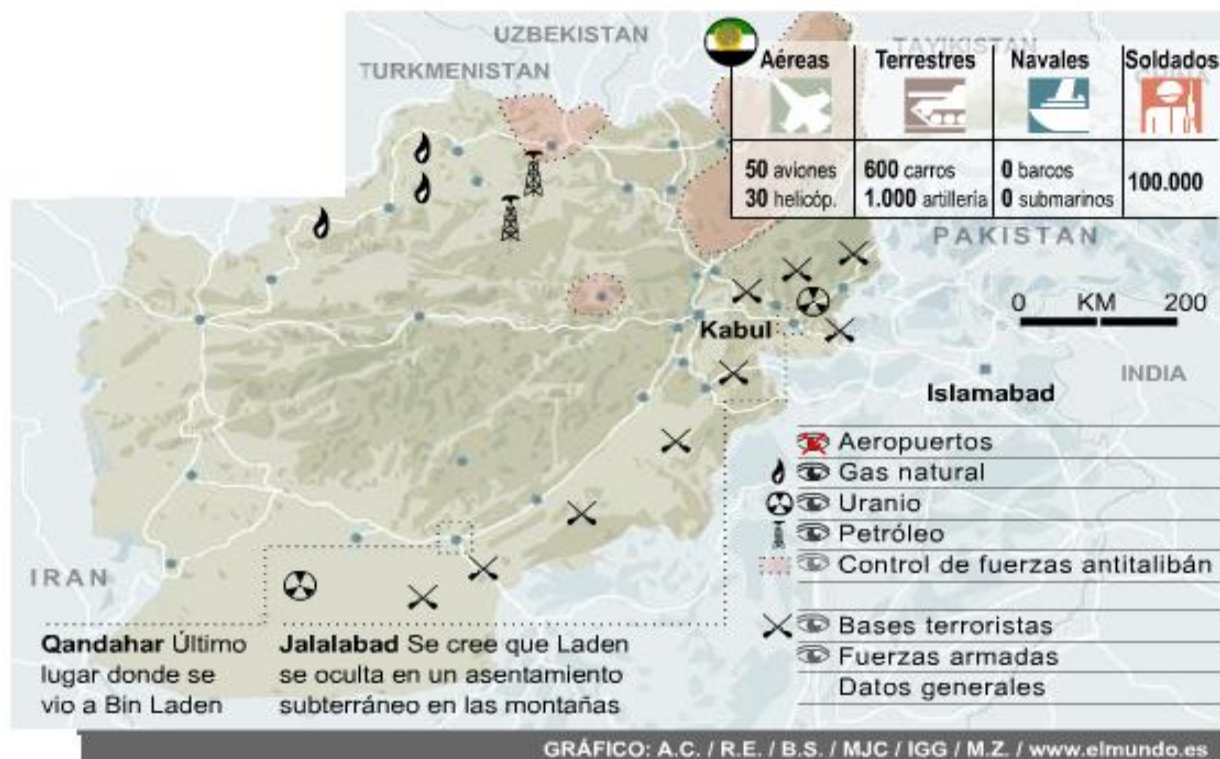 UZBEKISTAN
TAYIKISTAN
TURKMENISTAN
Aéreas
Terrestres
Navales
Soldados
50 aviones
30 helicóp.
600 carros
1.000 artilleria
0 barcos
0 submarinos
100.000
PAKISTAN
0 KM 200
Kabul
INDIA
Islamabad
Aeropuertos
Gas natural
Uranio
Petróleo
Control de fuerzas antitalibán
Bases terroristas
Fuerzas armadas
Datos generales
IRAN
Qandahar Último
lugar donde se
vio a Bin Laden
Jalalabad Se cree que Laden
se oculta en un asentamiento
subterráneo en las montañas
GRÁFICO: A.C. / R.E. / B.S. / MJC / IGG / M.Z. / www.elmundo.es